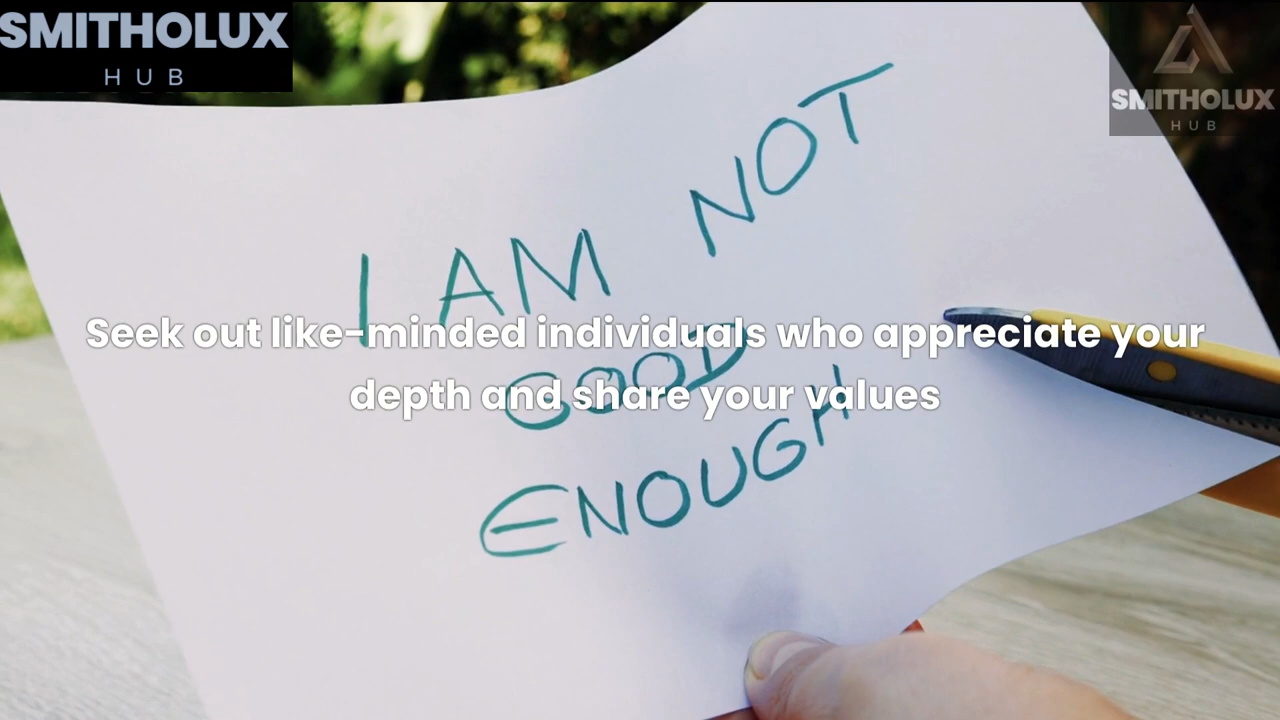 SMITHOLUX
HUB
SMITHOLUX
HUB
I AM NOT
GOOD
ENOUGH
Seek out like-minded individuals who appreciate your
depth and share your values